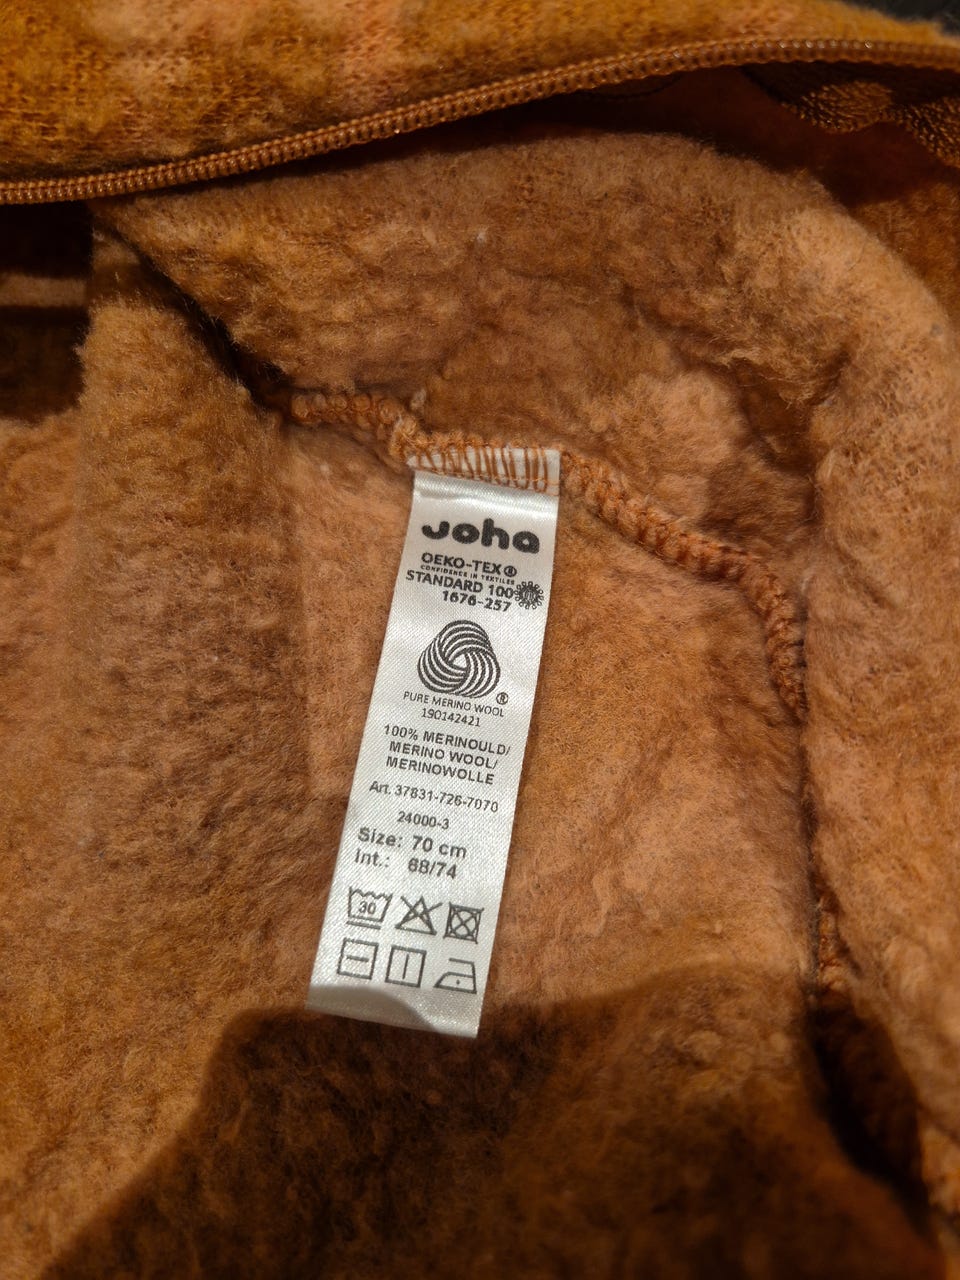 Joha
OEKO-TEX®
CONFIDENCE IN TEXTILES
STANDARD 100
1676-257
®
PURE MERINO WOOL
190142421
100% MERINOULD/
MERINO WOOL/
MERINOWOLLE
Art. 37831-726-7070
24000-3
Size: 70 cm
Int.: 68/74
30